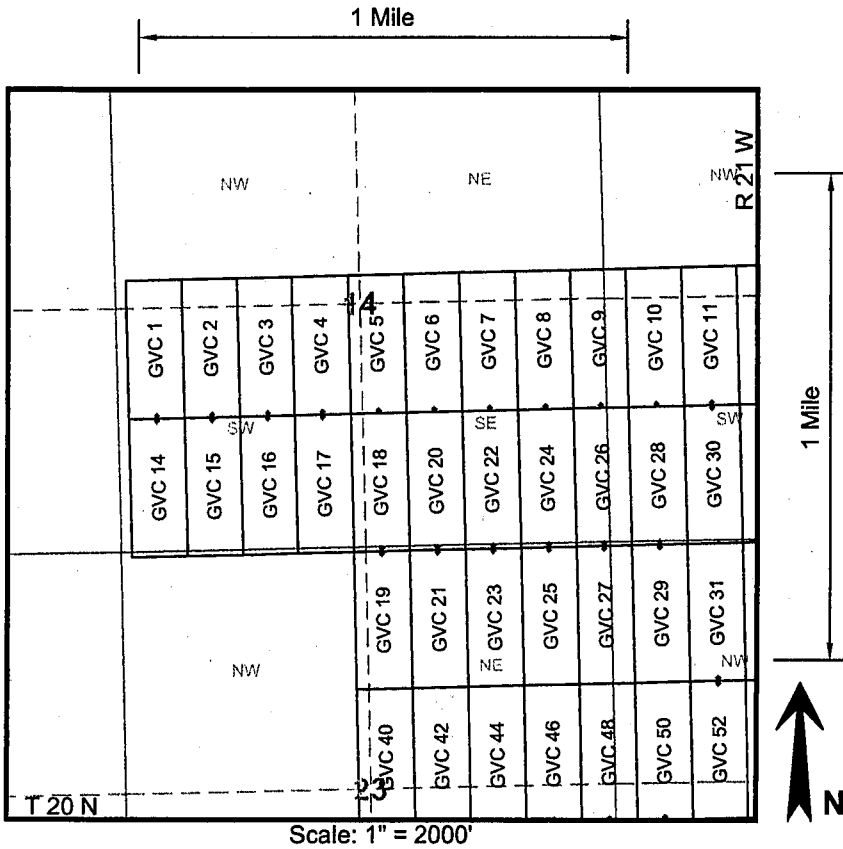 1 Mile
R 21 W
NW NE NW
14
GVC 1 GVC 2 GVC 3 GVC 4 GVC 5 GVC 6 GVC 7 GVC 8 GVC 9 GVC 10 GVC 11
1 Mile
SW SE SW
GVC 14 GVC 15 GVC 16 GVC 17 GVC 18 GVC 20 GVC 22 GVC 24 GVC 26 GVC 28 GVC 30
GVC 19 GVC 21 GVC 23 GVC 25 GVC 27 GVC 29 GVC 31
NW NE NW
GVC 40 GVC 42 GVC 44 GVC 46 GVC 48 GVC 50 GVC 52
23
T 20 N
N
Scale: 1" = 2000'